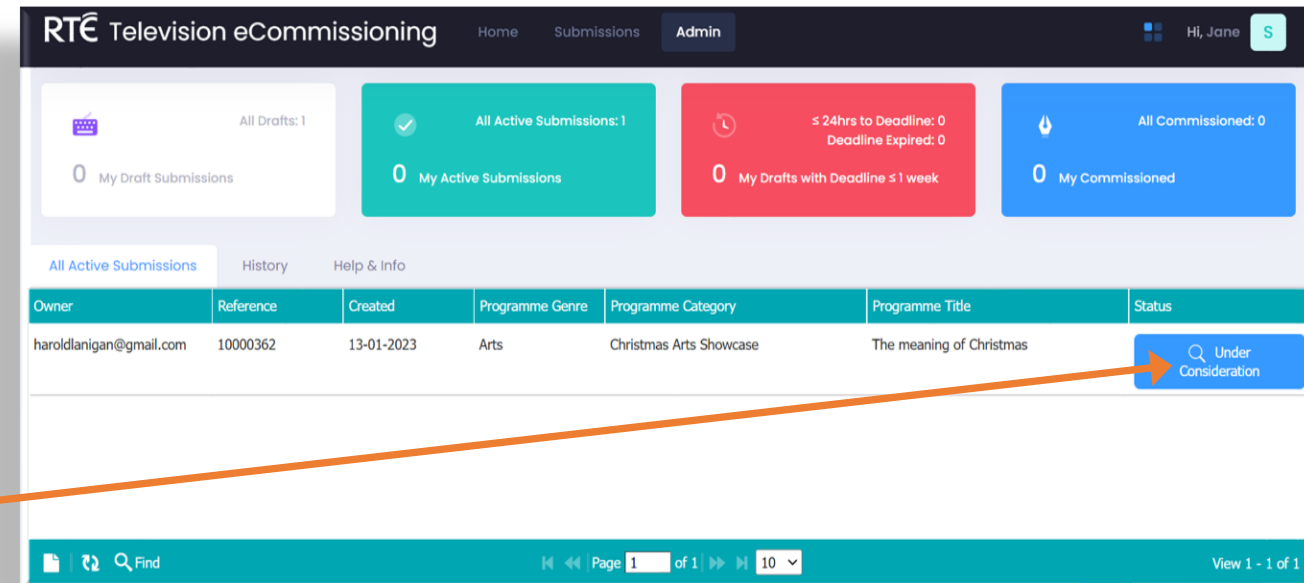 RTÉ Television eCommissioning Home Submissions Admin Hi, Jane S
All Drafts: 1
0 My Draft Submissions
All Active Submissions: 1
0 My Active Submissions
≤ 24hrs to Deadline: 0
Deadline Expired: 0
0 My Drafts with Deadline ≤ 1 week
All Commissioned: 0
0 My Commissioned
All Active Submissions History Help & Info
Owner Reference Created Programme Genre Programme Category Programme Title Status
haroldlanigan@gmail.com 10000362 13-01-2023 Arts Christmas Arts Showcase The meaning of Christmas Under
Consideration
Find Page 1 of 1 10 View 1 - 1 of 1